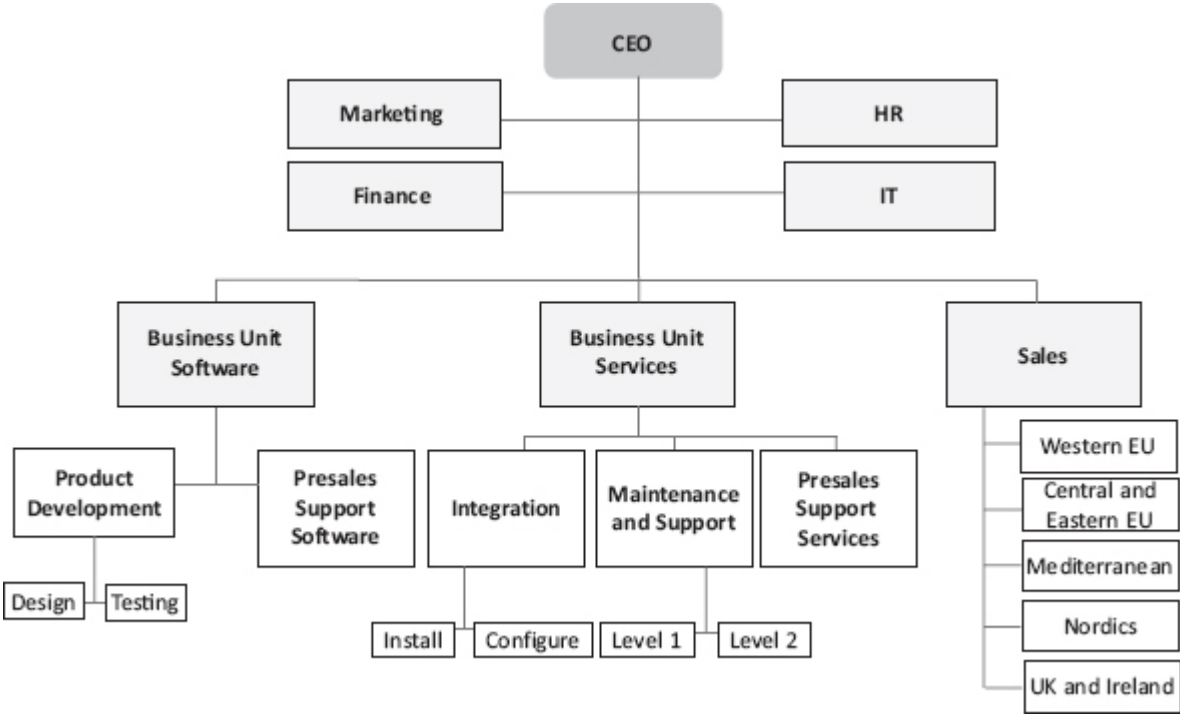 CEO
Marketing
HR
Finance
IT
Business Unit
Software
Business Unit
Services
Sales
Product
Development
Presales
Support
Software
Integration
Maintenance
and Support
Presales
Support
Services
Western EU
Central and
Eastern EU
Mediterranean
Nordics
UK and Ireland
Design
Testing
Install
Configure
Level 1
Level 2